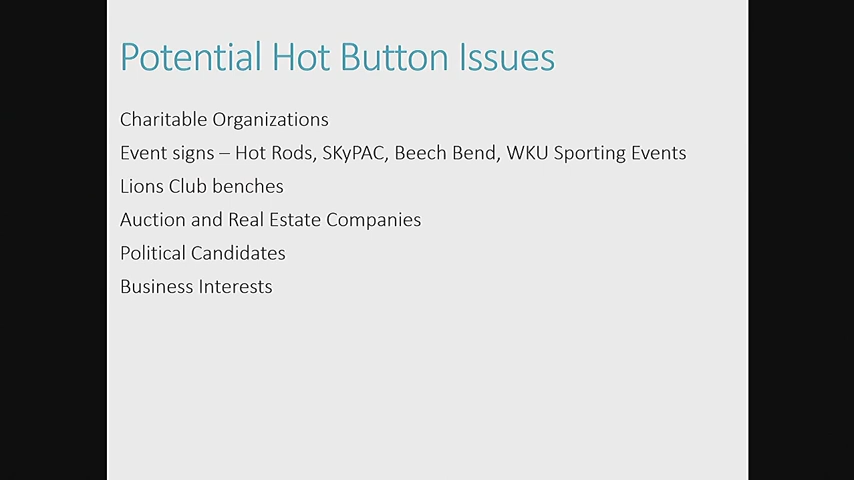 Potential Hot Button Issues
Charitable Organizations
Event signs – Hot Rods, SKyPAC, Beech Bend, WKU Sporting Events
Lions Club benches
Auction and Real Estate Companies
Political Candidates
Business Interests